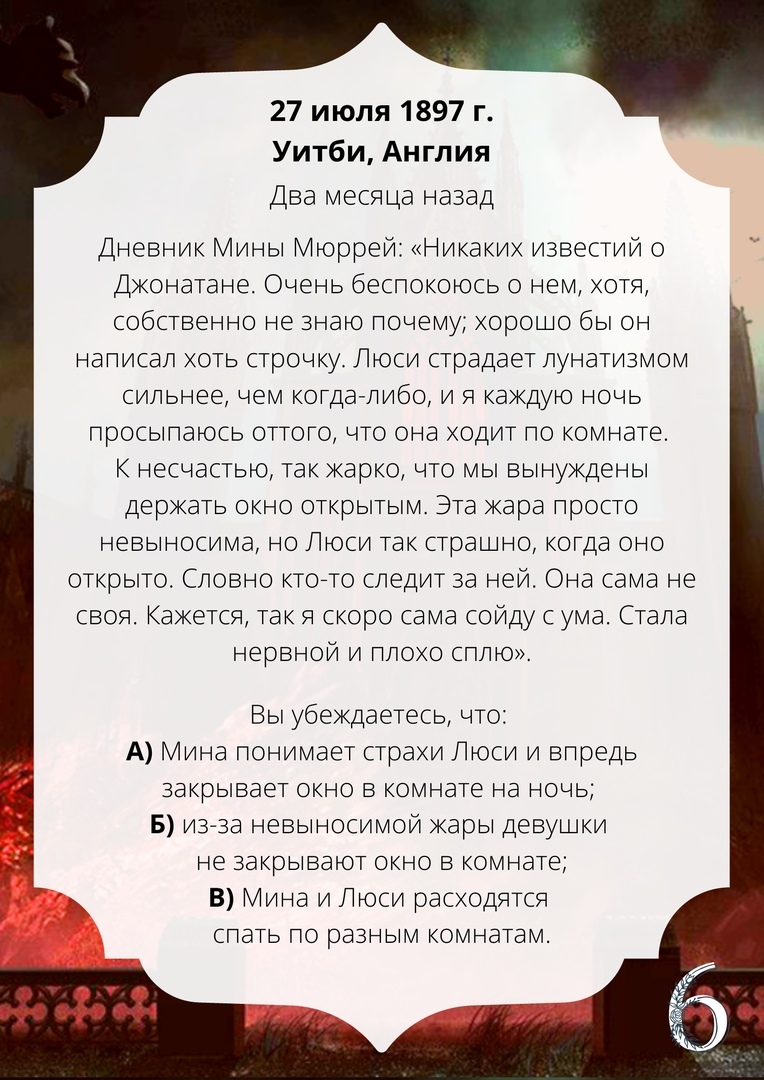 27 июля 1897 г.
Уитби, Англия
Два месяца назад
Дневник Мины Мюррей: «Никаких известий о
Джонатане. Очень беспокоюсь о нем, хотя,
собственно не знаю почему; хорошо бы он
написал хоть строчку. Люси страдает лунатизмом
сильнее, чем когда-либо, и я каждую ночь
просыпаюсь оттого, что она ходит по комнате.
К несчастью, так жарко, что мы вынуждены
держать окно открытым. Эта жара просто
невыносима, но Люси так страшно, когда оно
открыто. Словно кто-то следит за ней. Она сама не
своя. Кажется, так я скоро сама сойду с ума. Стала
нервной и плохо сплю».
Вы убеждаетесь, что:
А) Мина понимает страхи Люси и впредь
закрывает окно в комнате на ночь;
Б) из-за невыносимой жары девушки
не закрывают окно в комнате;
В) Мина и Люси расходятся
спать по разным комнатам.
6